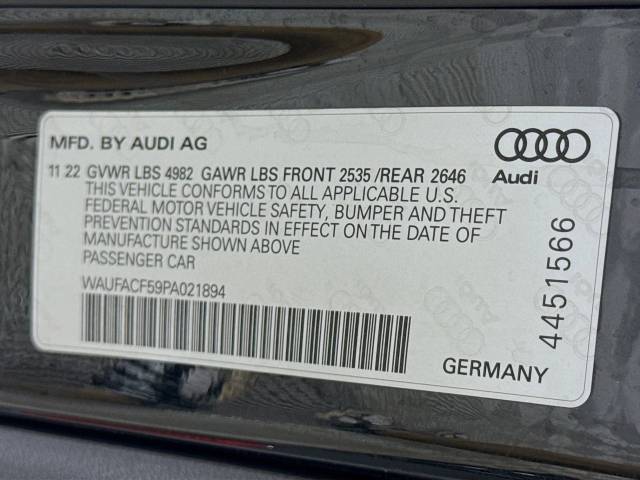 MFD. BY AUDI AG
11 22 GVWR LBS 4982 GAWR LBS FRONT 2535 /REAR 2646
THIS VEHICLE CONFORMS TO ALL APPLICABLE U.S.
FEDERAL MOTOR VEHICLE SAFETY, BUMPER AND THEFT
PREVENTION STANDARDS IN EFFECT ON THE DATE OF
MANUFACTURE SHOWN ABOVE
PASSENGER CAR
WAUFACF59PA021894
Audi
4451566
GERMANY